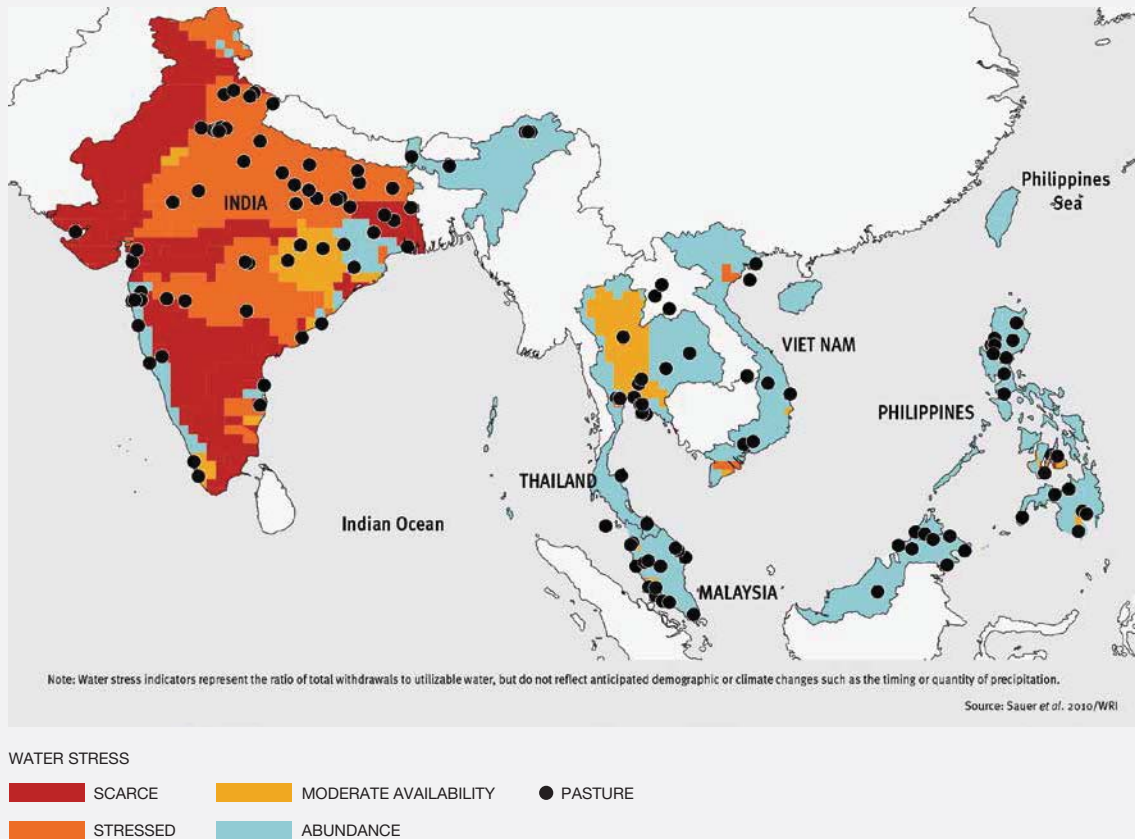 Philippines
Sea
INDIA
VIET NAM
PHILIPPINES
THAILAND
Indian Ocean
MALAYSIA
Note: Water stress indicators represent the ratio of total withdrawals to utilizable water, but do not reflect anticipated demographic or climate changes such as the timing or quantity of precipitation.
Source: Sauer et al. 2010/WRI
WATER STRESS
SCARCE
MODERATE AVAILABILITY
PASTURE
STRESSED
ABUNDANCE